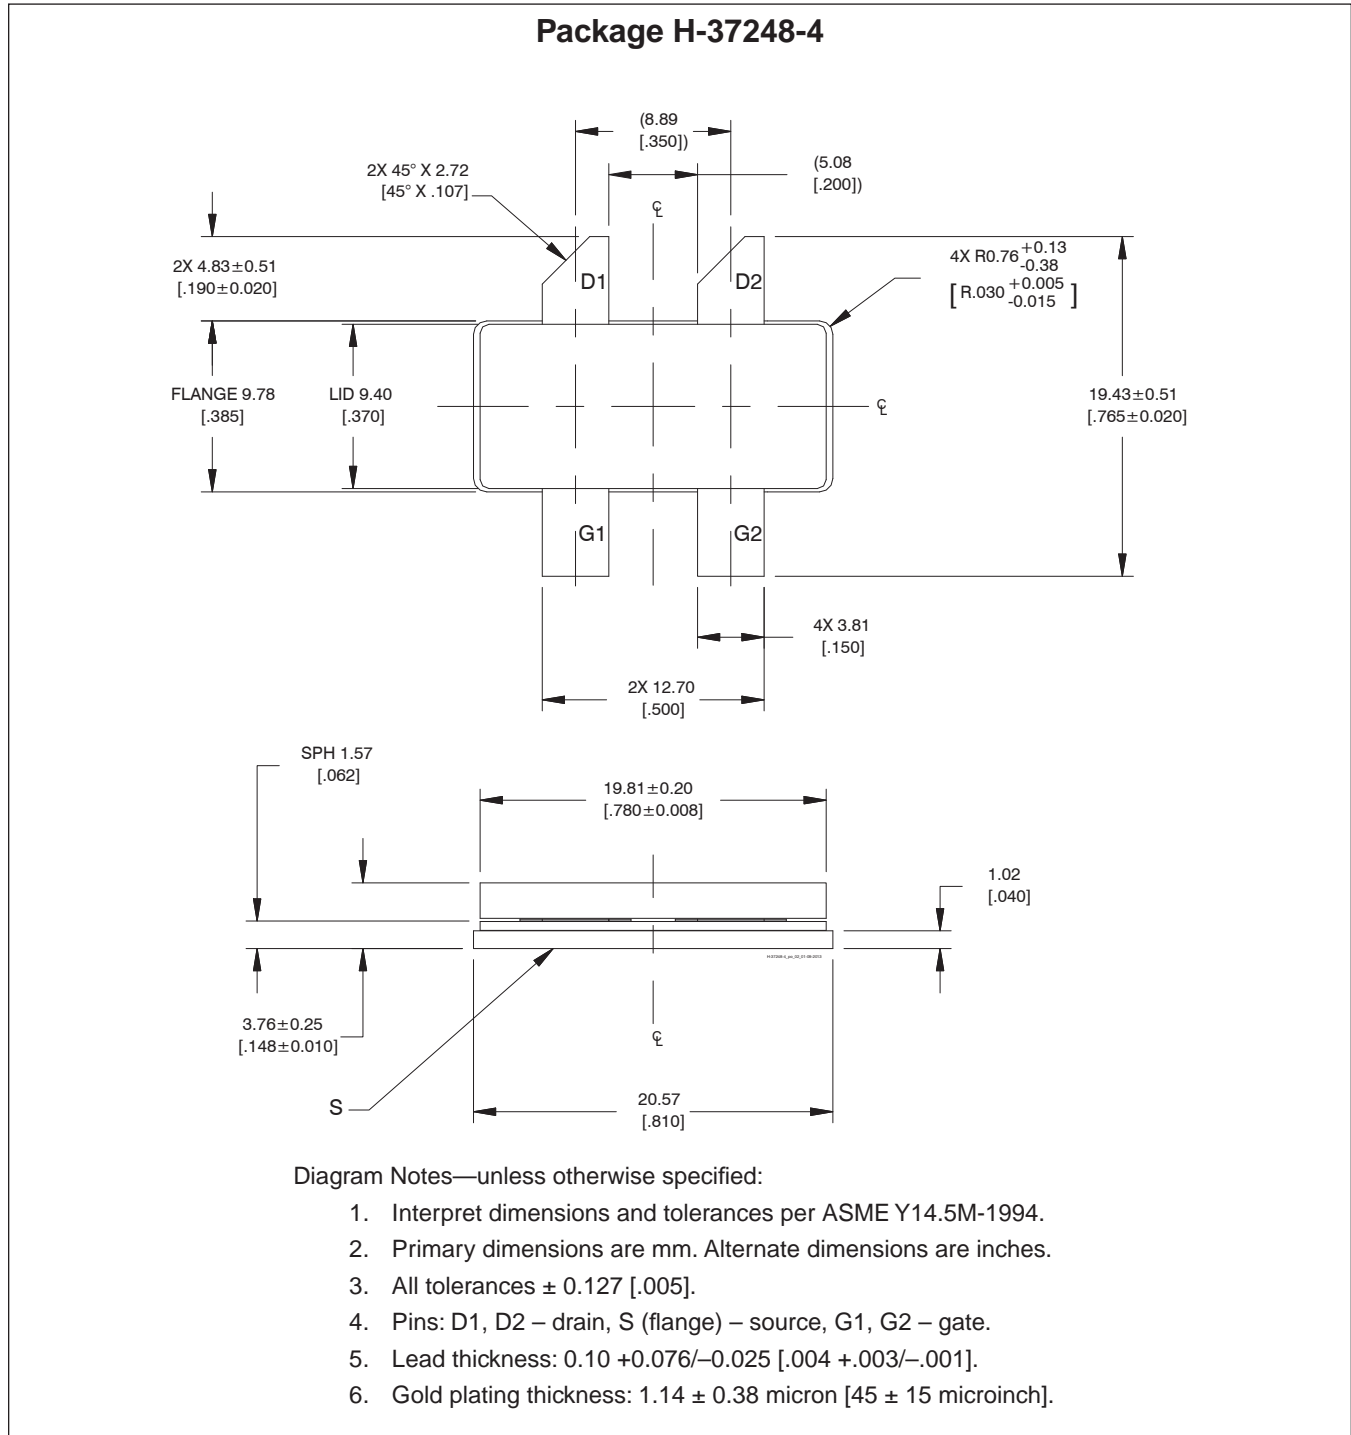 Package H-37248-4
(8.89
[.350])
2X 45° X 2.72
[45° X .107]
(5.08
[.200])
℄
2X 4.83±0.51
[.190±0.020]
D1
D2
4X R0.76 +0.13
-0.38
[ R.030 +0.005
-0.015 ]
FLANGE 9.78
[.385]
LID 9.40
[.370]
℄
19.43±0.51
[.765±0.020]
G1
G2
4X 3.81
[.150]
2X 12.70
[.500]
SPH 1.57
[.062]
19.81±0.20
[.780±0.008]
1.02
[.040]
3.76±0.25
[.148±0.010]
℄
S
20.57
[.810]
Diagram Notes—unless otherwise specified:
1. Interpret dimensions and tolerances per ASME Y14.5M-1994.
2. Primary dimensions are mm. Alternate dimensions are inches.
3. All tolerances ± 0.127 [.005].
4. Pins: D1, D2 – drain, S (flange) – source, G1, G2 – gate.
5. Lead thickness: 0.10 +0.076/–0.025 [.004 +.003/–.001].
6. Gold plating thickness: 1.14 ± 0.38 micron [45 ± 15 microinch].